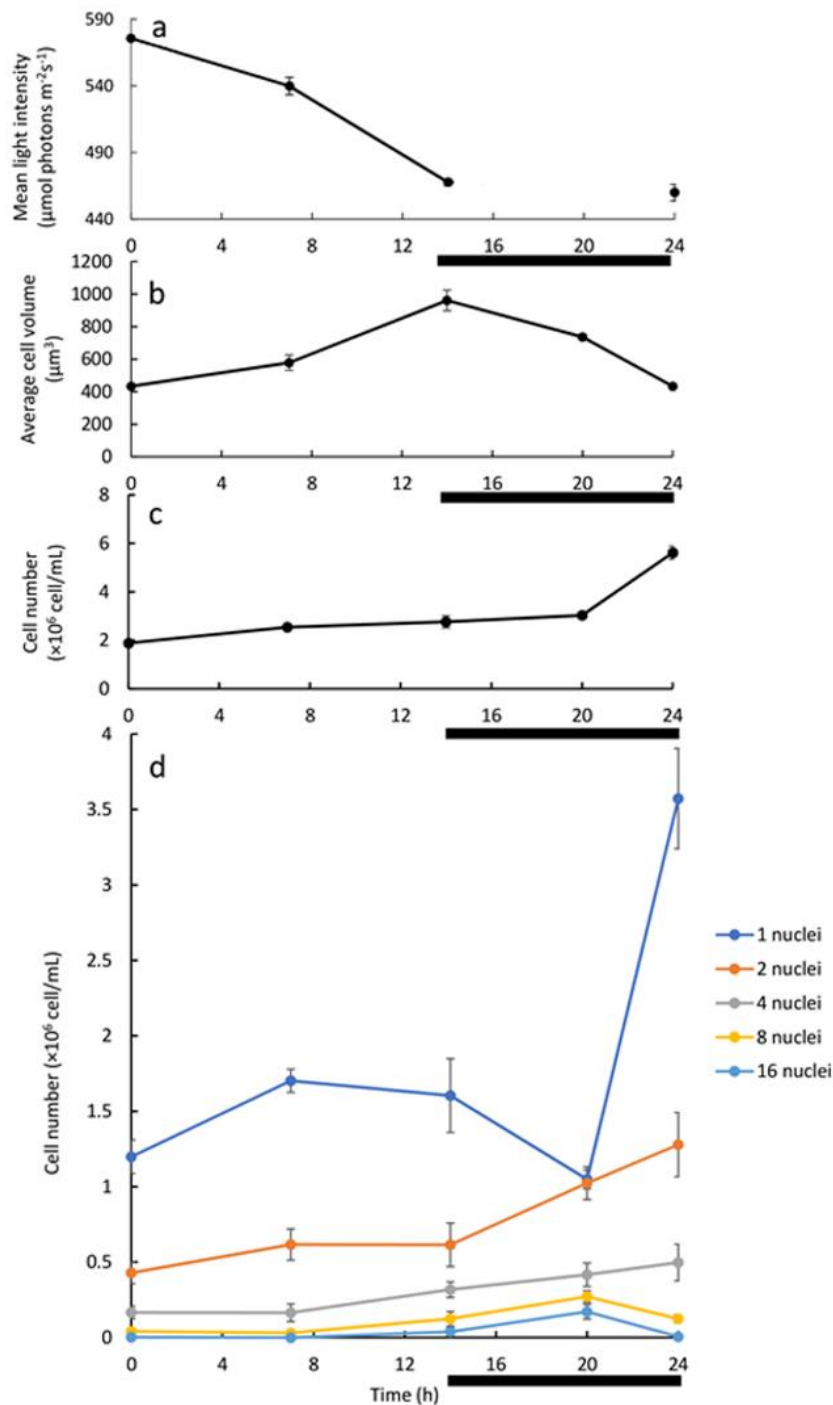 a
Mean light intensity
(µmol photons m⁻²s⁻¹)
590
540
490
440
0 4 8 12 16 20 24
b
Average cell volume
(µm³)
1200
1000
800
600
400
200
0
0 4 8 12 16 20 24
c
Cell number
(×10⁶ cell/mL)
8
6
4
2
0
0 4 8 12 16 20 24
d
Cell number (×10⁶ cell/mL)
4
3.5
3
2.5
2
1.5
1
0.5
0
0 4 8 12 16 20 24
Time (h)
1 nuclei
2 nuclei
4 nuclei
8 nuclei
16 nuclei